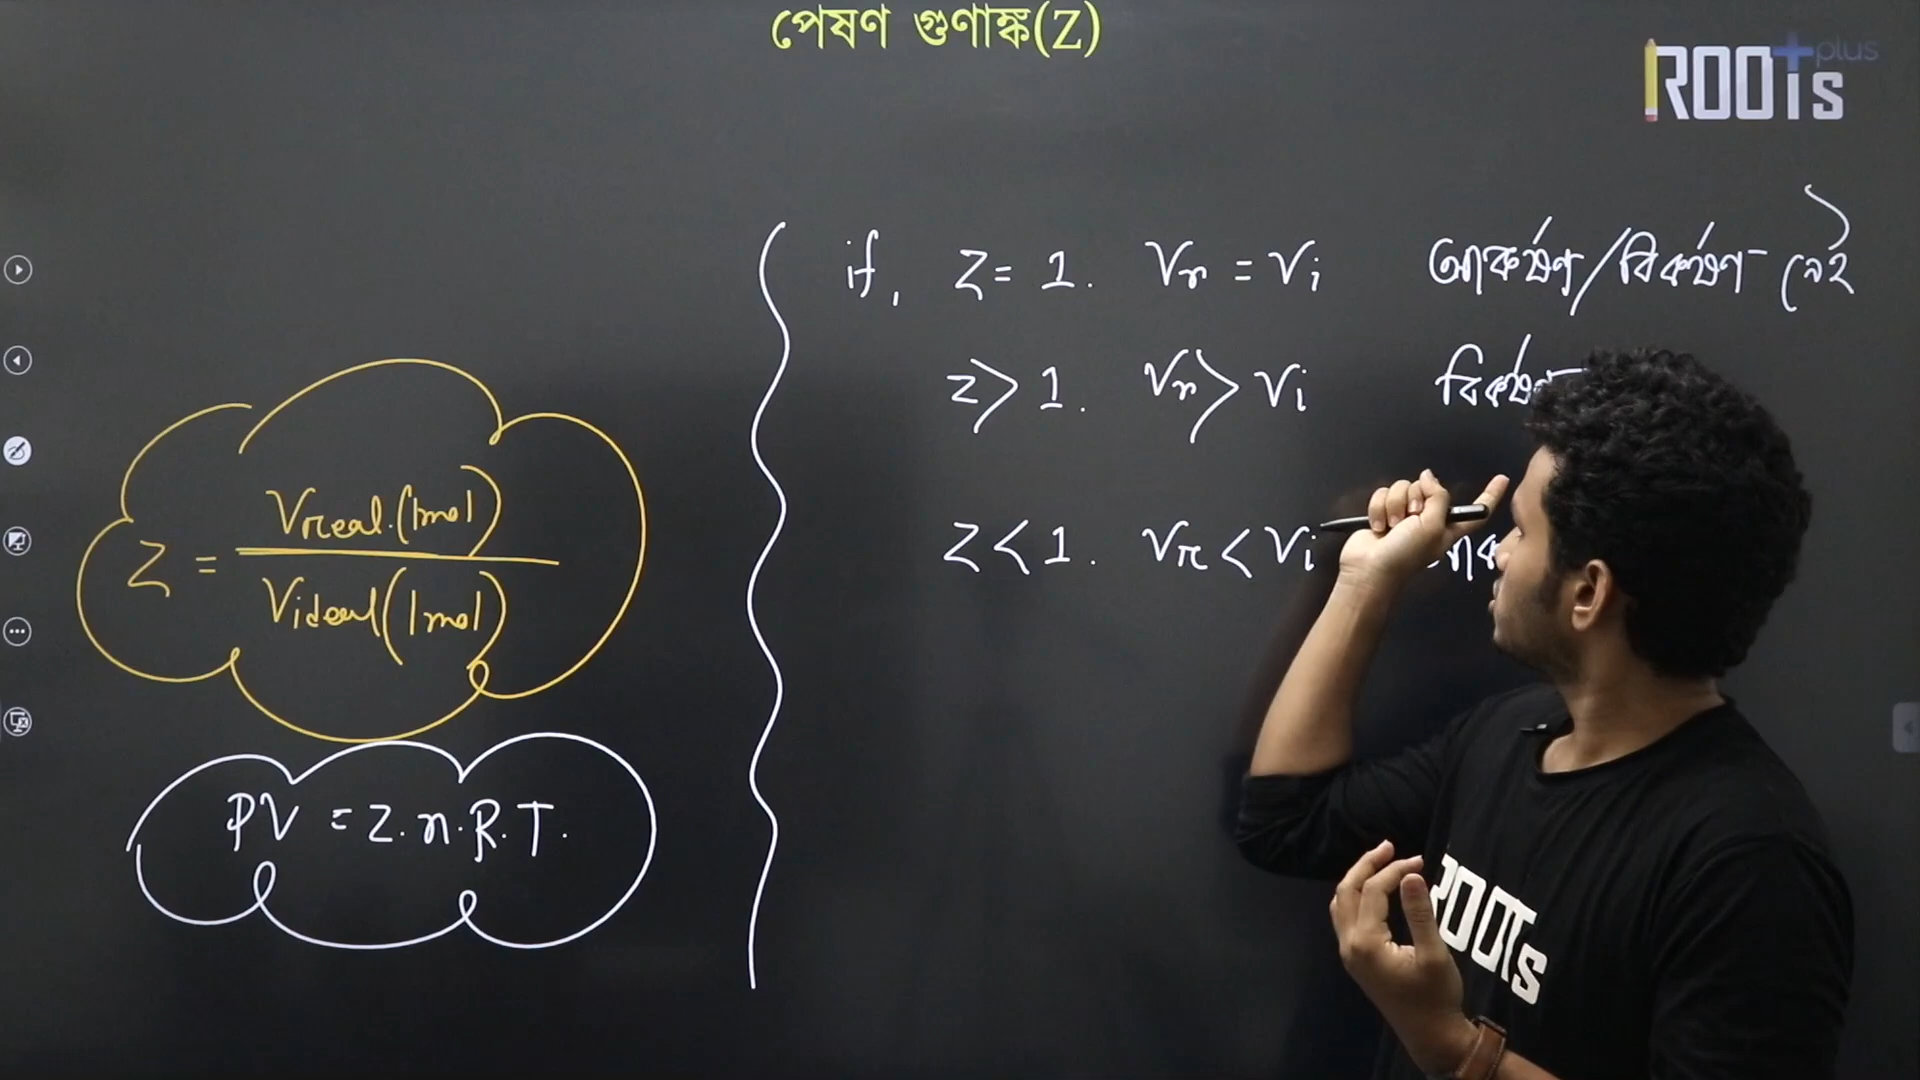 পেষণ গুণাঙ্ক(Z)
ROOTs plus
if, Z = 1. Vr = Vi আকর্ষণ/বিকর্ষণ নেই
Z > 1. Vr > Vi
Z < 1. Vr < Vi
Z = Vreal.(1mol) / Videal(1mol)
PV = Z.n.R.T.
ROOTs